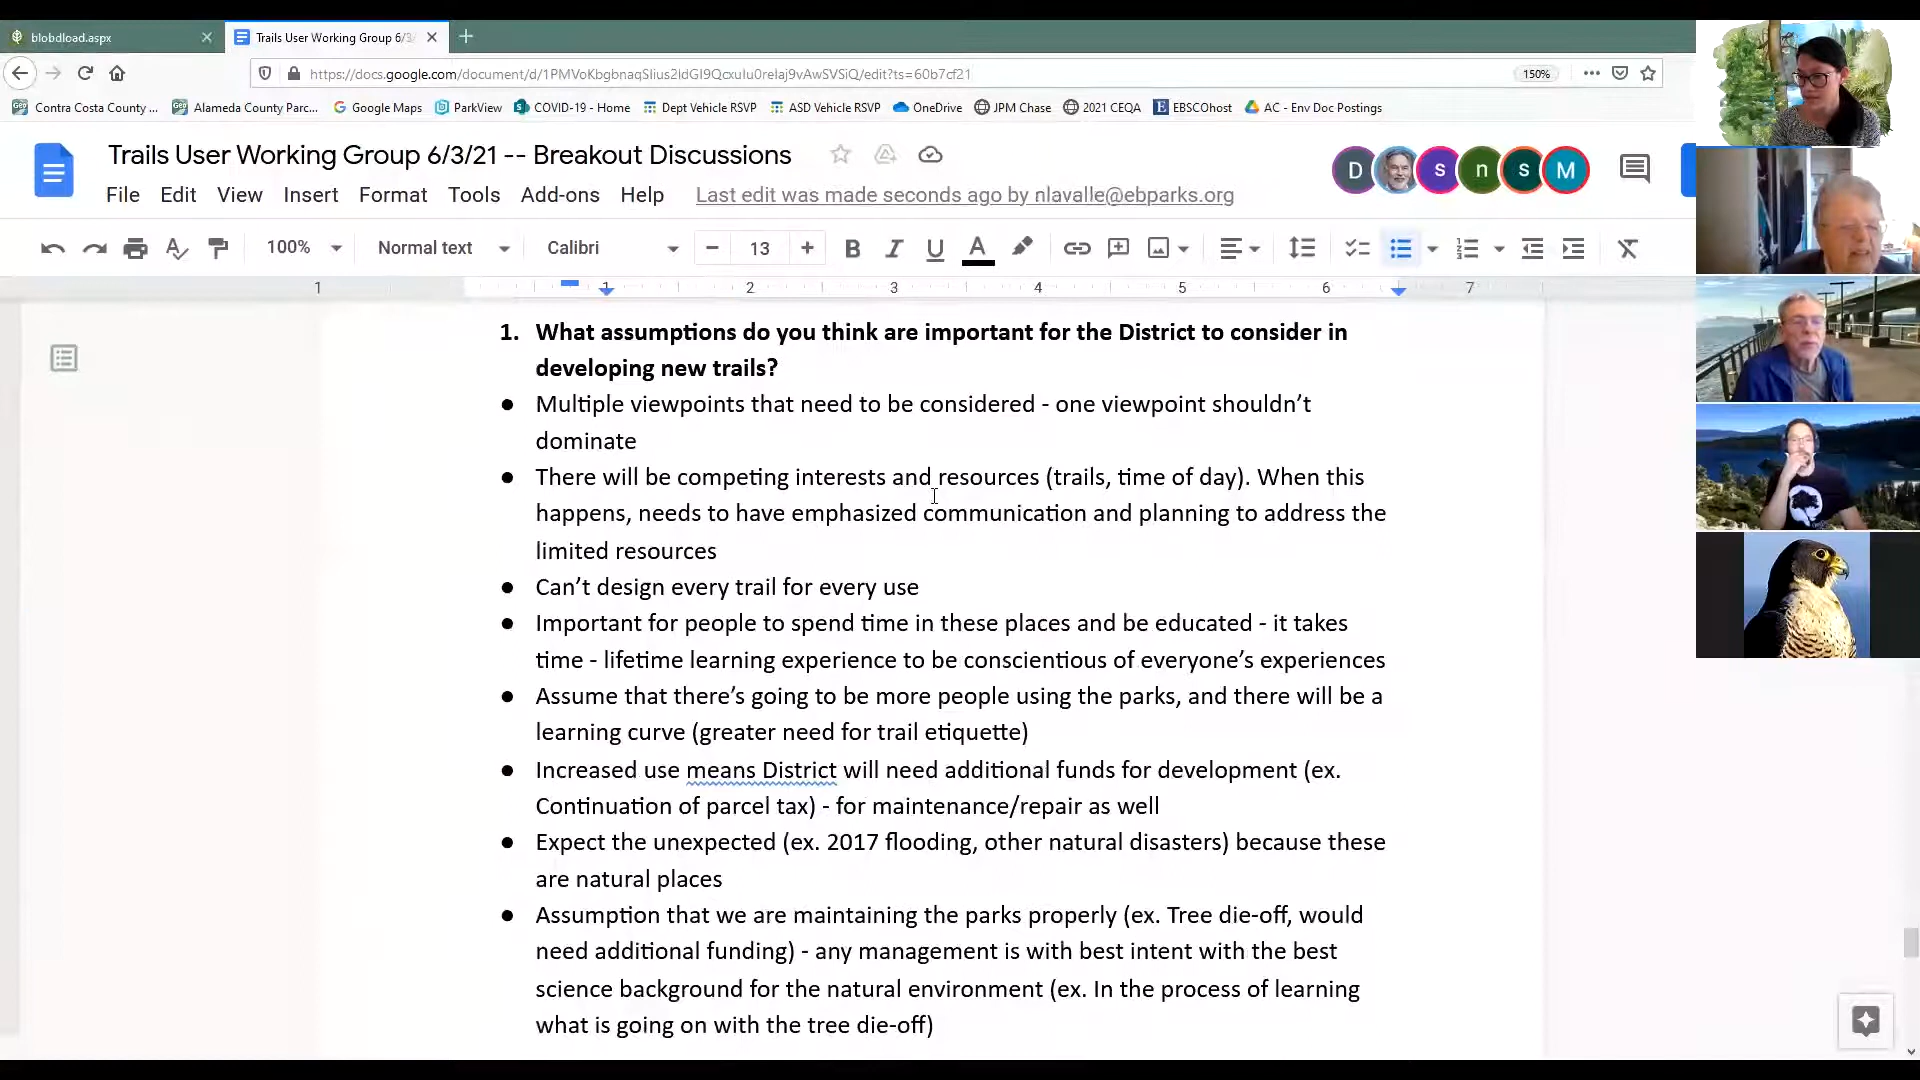 blobdload.aspx
Trails User Working Group 6/3/
https://docs.google.com/document/d/1PMVoKbgbnaqSIius2IdGI9QcxuIu0reIaj9vAwSVSiQ/edit?ts=60b7cf21
150%
Contra Costa County ... Alameda County Parc... Google Maps ParkView COVID-19 - Home Dept Vehicle RSVP ASD Vehicle RSVP OneDrive JPM Chase 2021 CEQA EBSCOhost AC - Env Doc Postings
Trails User Working Group 6/3/21 -- Breakout Discussions
D s n s M
File Edit View Insert Format Tools Add-ons Help Last edit was made seconds ago by nlavalle@ebparks.org
100% Normal text Calibri 13 B I U A
1 1 2 3 4 5 6 7
1. What assumptions do you think are important for the District to consider in
developing new trails?
● Multiple viewpoints that need to be considered - one viewpoint shouldn’t
dominate
● There will be competing interests and resources (trails, time of day). When this
happens, needs to have emphasized communication and planning to address the
limited resources
● Can’t design every trail for every use
● Important for people to spend time in these places and be educated - it takes
time - lifetime learning experience to be conscientious of everyone’s experiences
● Assume that there’s going to be more people using the parks, and there will be a
learning curve (greater need for trail etiquette)
● Increased use means District will need additional funds for development (ex.
Continuation of parcel tax) - for maintenance/repair as well
● Expect the unexpected (ex. 2017 flooding, other natural disasters) because these
are natural places
● Assumption that we are maintaining the parks properly (ex. Tree die-off, would
need additional funding) - any management is with best intent with the best
science background for the natural environment (ex. In the process of learning
what is going on with the tree die-off)